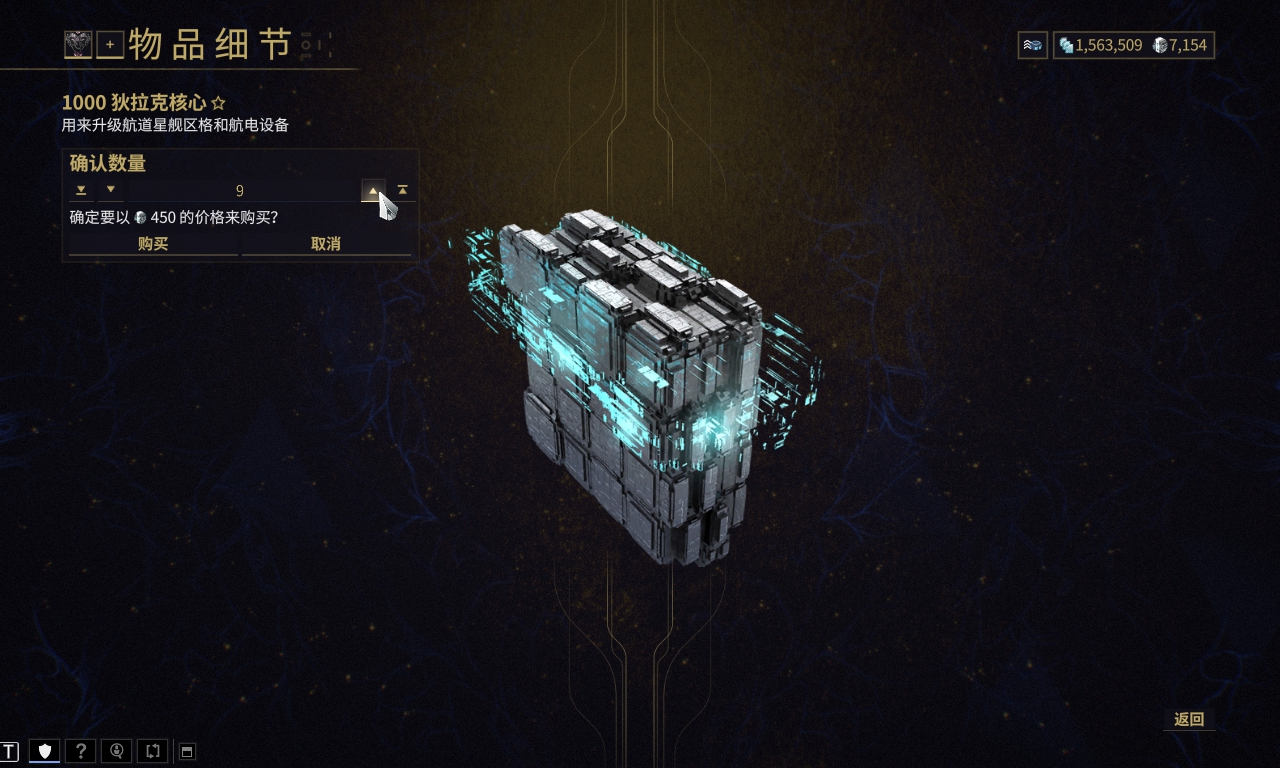 物品细节
1,563,509 7,154
1000 狄拉克核心
用来升级航道星舰区格和航电设备
确认数量
9
确定要以 450 的价格来购买?
购买 取消
返回
T ?